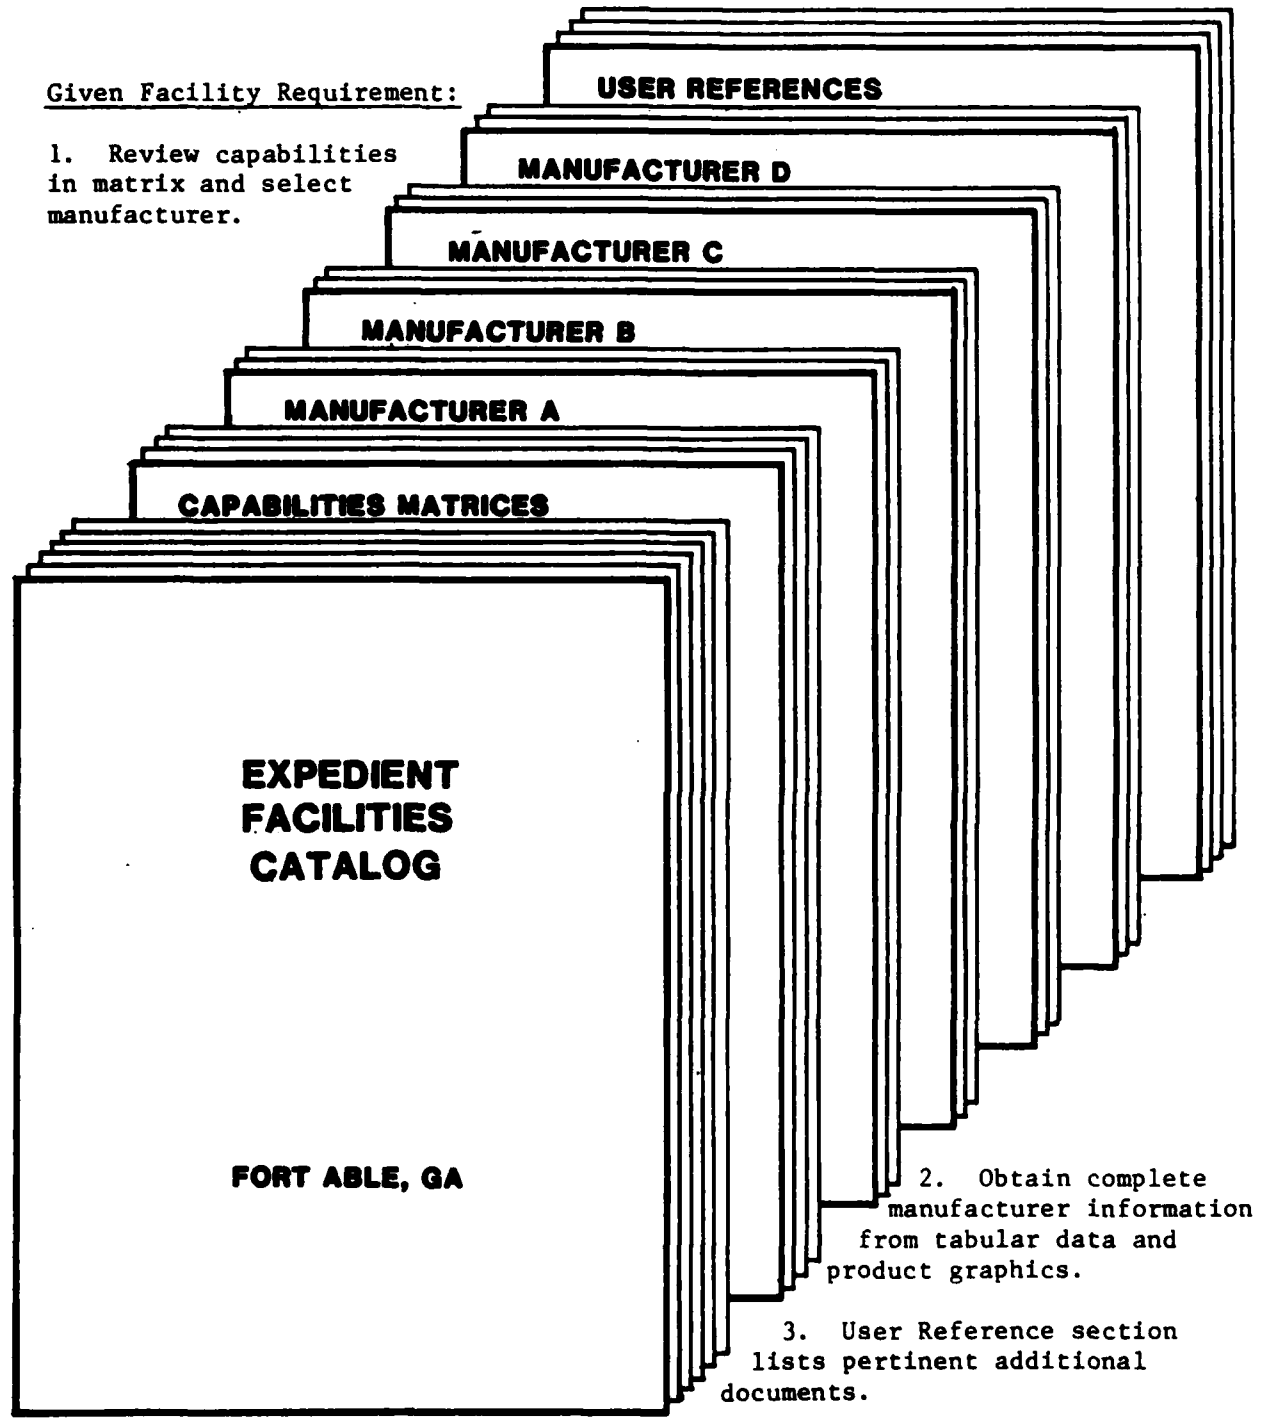 Given Facility Requirement:
1. Review capabilities
in matrix and select
manufacturer.
USER REFERENCES
MANUFACTURER D
MANUFACTURER C
MANUFACTURER B
MANUFACTURER A
CAPABILITIES MATRICES
EXPEDIENT
FACILITIES
CATALOG
FORT ABLE, GA
2. Obtain complete
manufacturer information
from tabular data and
product graphics.
3. User Reference section
lists pertinent additional
documents.